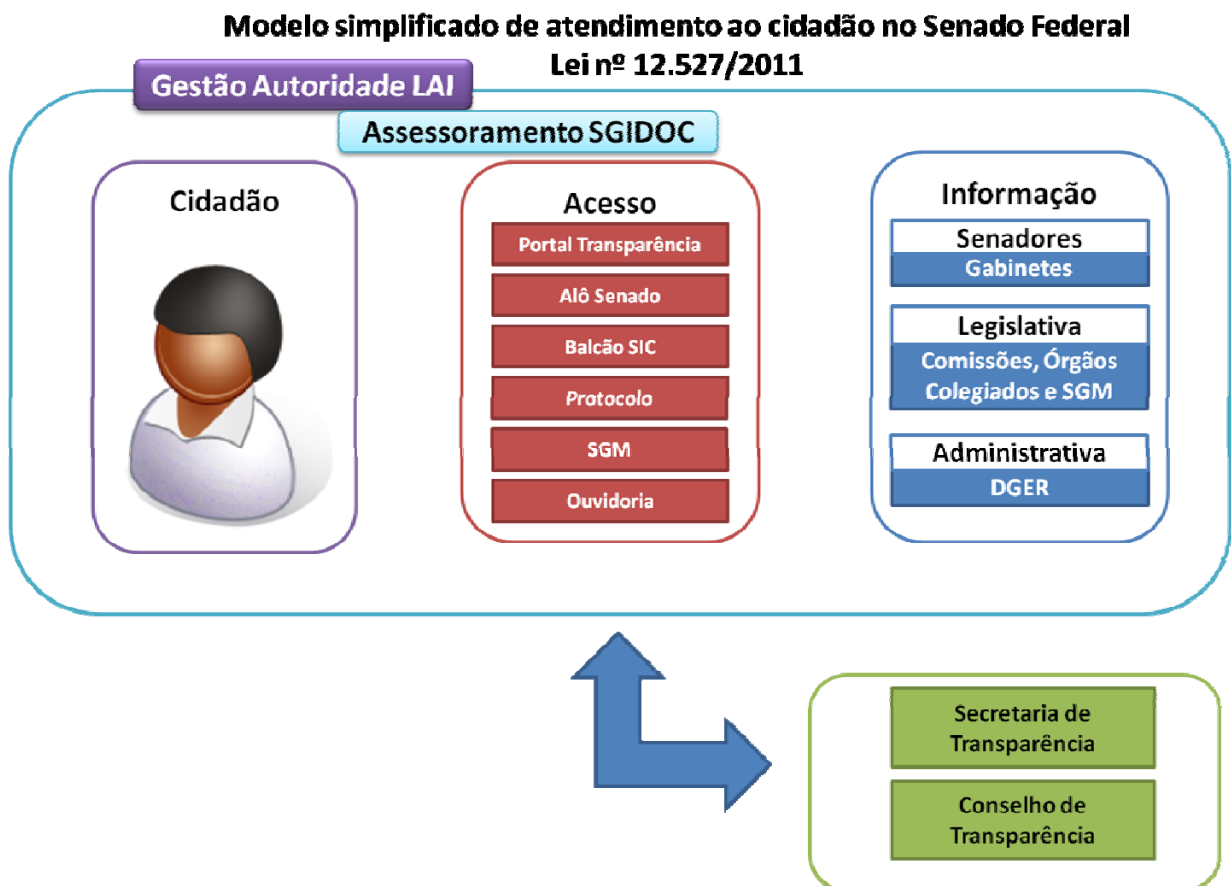 Modelo simplificado de atendimento ao cidadão no Senado Federal
Lei nº 12.527/2011
Gestão Autoridade LAI
Assessoramento SGIDOC
Cidadão
Acesso
Portal Transparência
Alô Senado
Balcão SIC
Protocolo
SGM
Ouvidoria
Informação
Senadores
Gabinetes
Legislativa
Comissões, Órgãos
Colegiados e SGM
Administrativa
DGER
Secretaria de
Transparência
Conselho de
Transparência